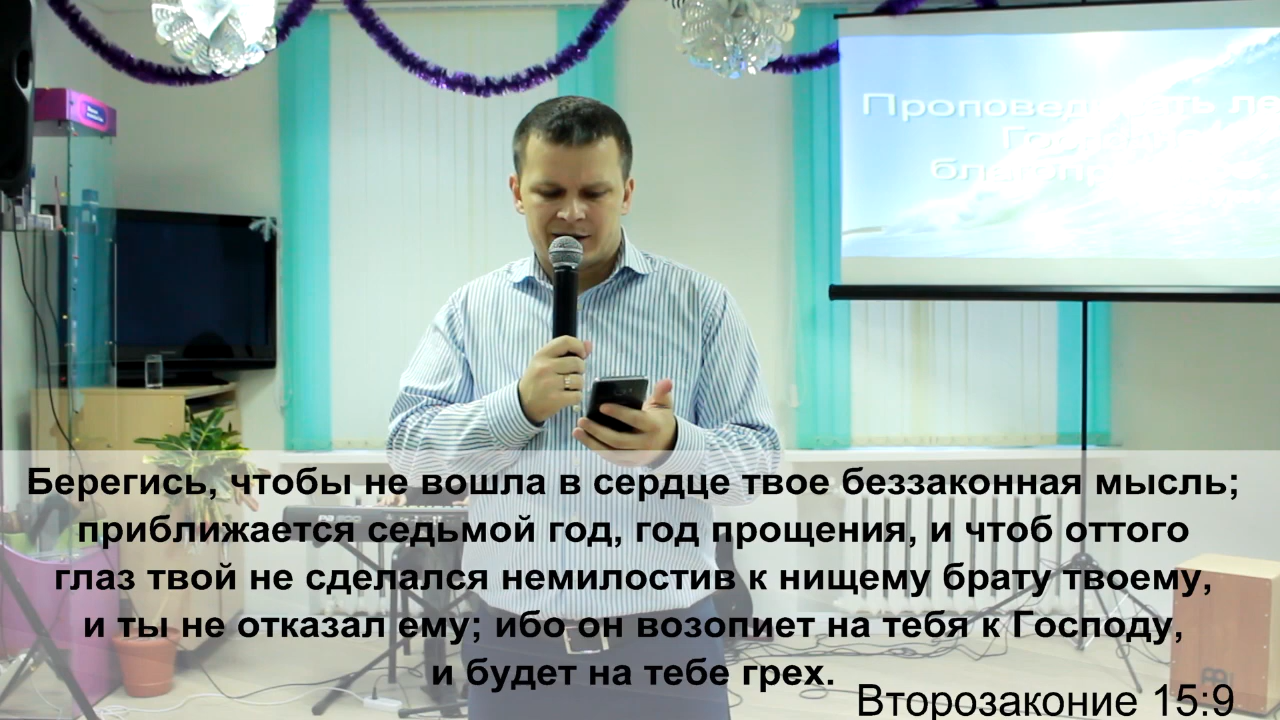 Проповед
Берегись, чтобы не вошла в сердце твое беззаконная мысль;
приближается седьмой год, год прощения, и чтоб оттого
глаз твой не сделался немилостив к нищему брату твоему,
и ты не отказал ему; ибо он возопиет на тебя к Господу,
и будет на тебе грех.
Второзаконие 15:9